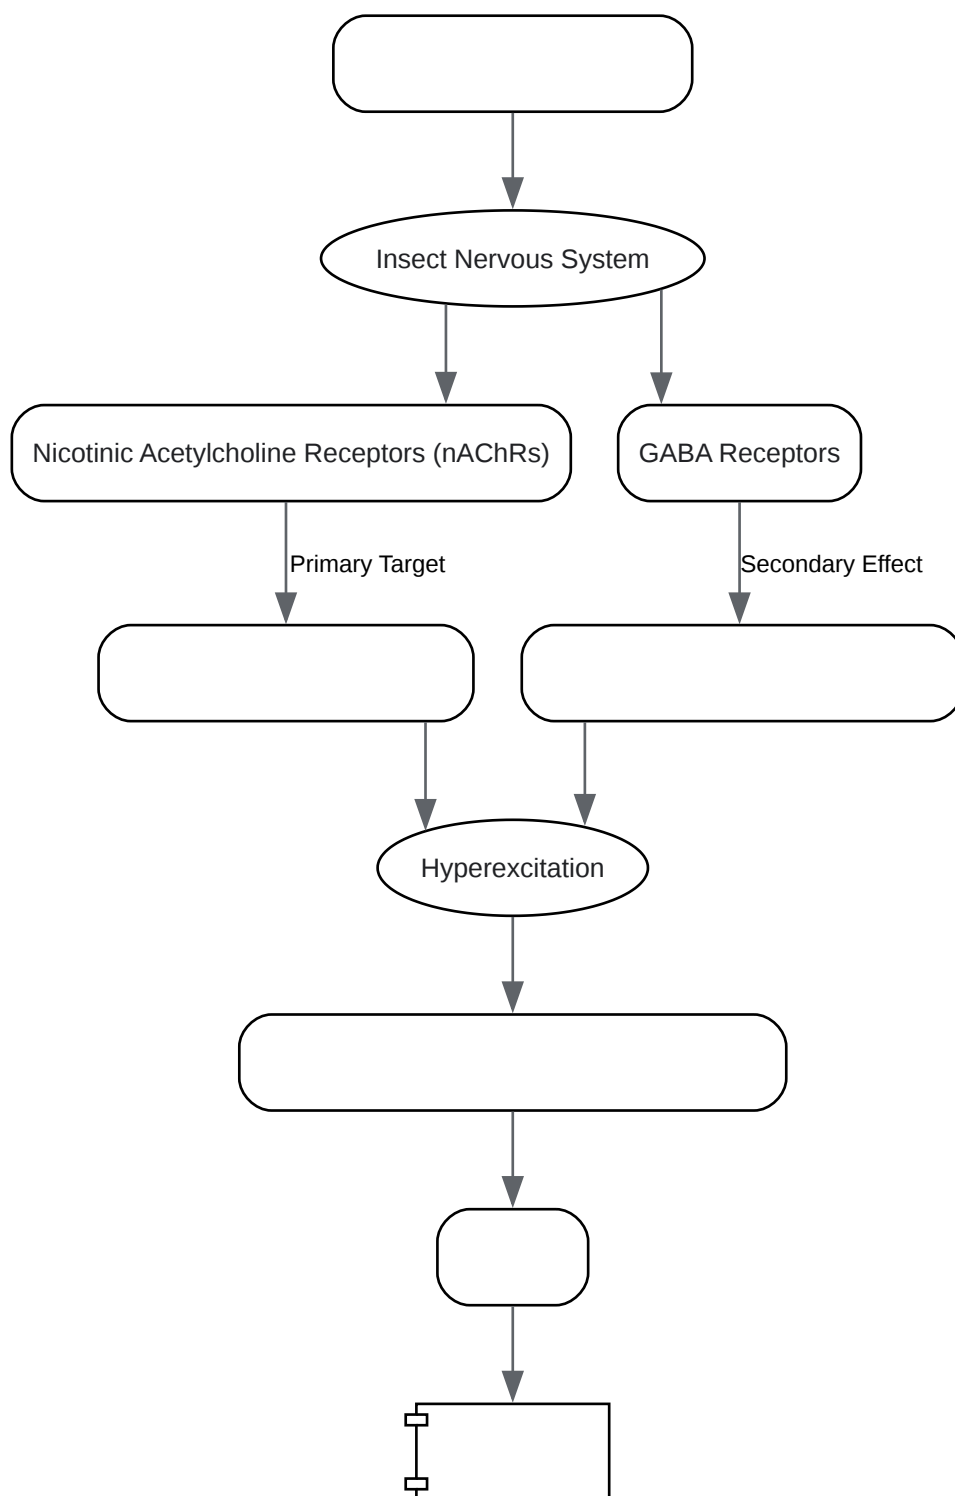 Insect Nervous System
Nicotinic Acetylcholine Receptors (nAChRs)
GABA Receptors
Primary Target
Secondary Effect
Hyperexcitation